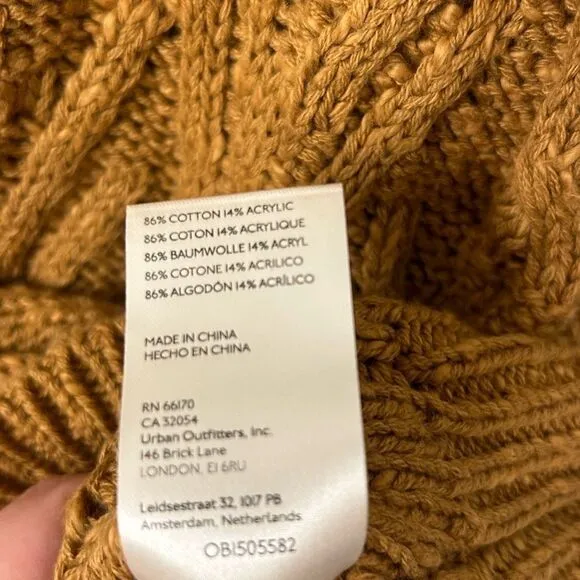 86% COTTON 14% ACRYLIC
86% COTON 14% ACRYLIQUE
86% BAUMWOLLE 14% ACRYL
86% COTONE 14% ACRILICO
86% ALGODÓN 14% ACRÍLICO
MADE IN CHINA
HECHO EN CHINA
RN 66170
CA 32054
Urban Outfitters, Inc.
146 Brick Lane
LONDON, E1 6RU
Leidsestraat 32, 1017 PB
Amsterdam, Netherlands
OB1505582